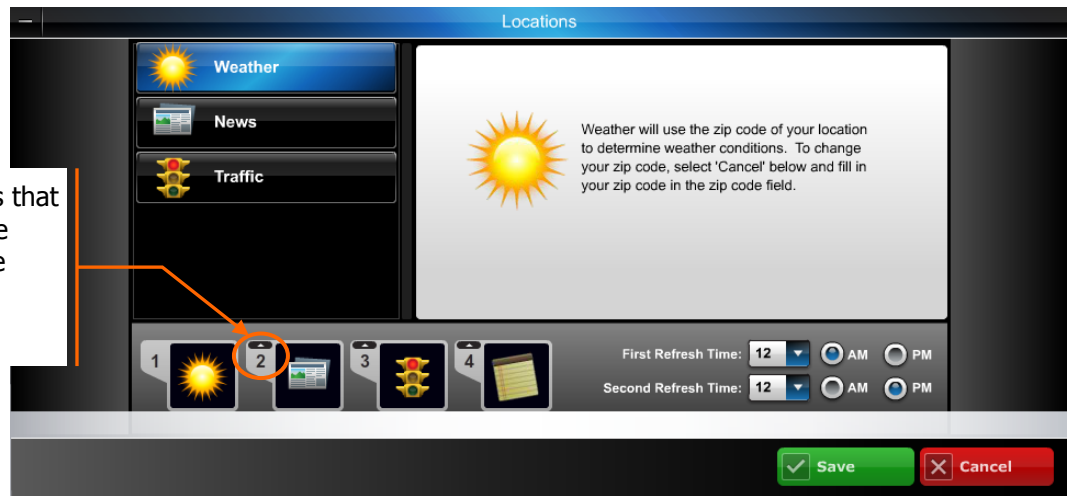 Locations
Weather
News
Traffic
Weather will use the zip code of your location
to determine weather conditions. To change
your zip code, select 'Cancel' below and fill in
your zip code in the zip code field.
that
1
2
3
4
First Refresh Time: 12 AM PM
Second Refresh Time: 12 AM PM
Save
Cancel